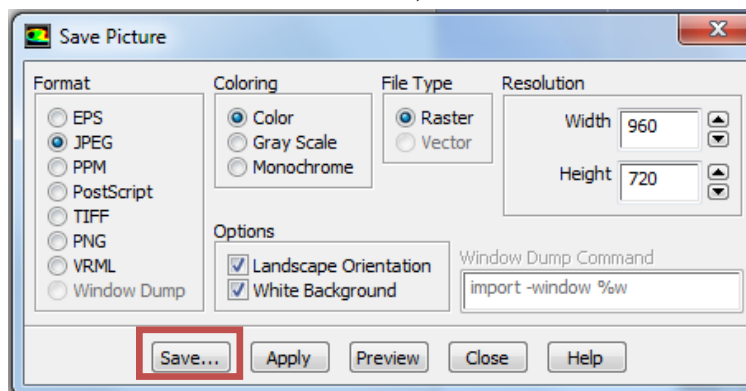 Save Picture
Format
EPS
JPEG
PPM
PostScript
TIFF
PNG
VRML
Window Dump
Coloring
Color
Gray Scale
Monochrome
File Type
Raster
Vector
Resolution
Width 960
Height 720
Options
Landscape Orientation
White Background
Window Dump Command
import -window %w
Save... Apply Preview Close Help